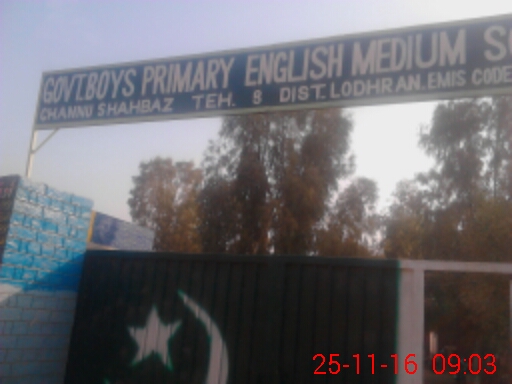 GOVT.BOYS PRIMARY ENGLISH MEDIUM
CHANNU SHAHBAZ TEH. & DIST. LODHRAN. EMIS CODE
25-11-16 09:03